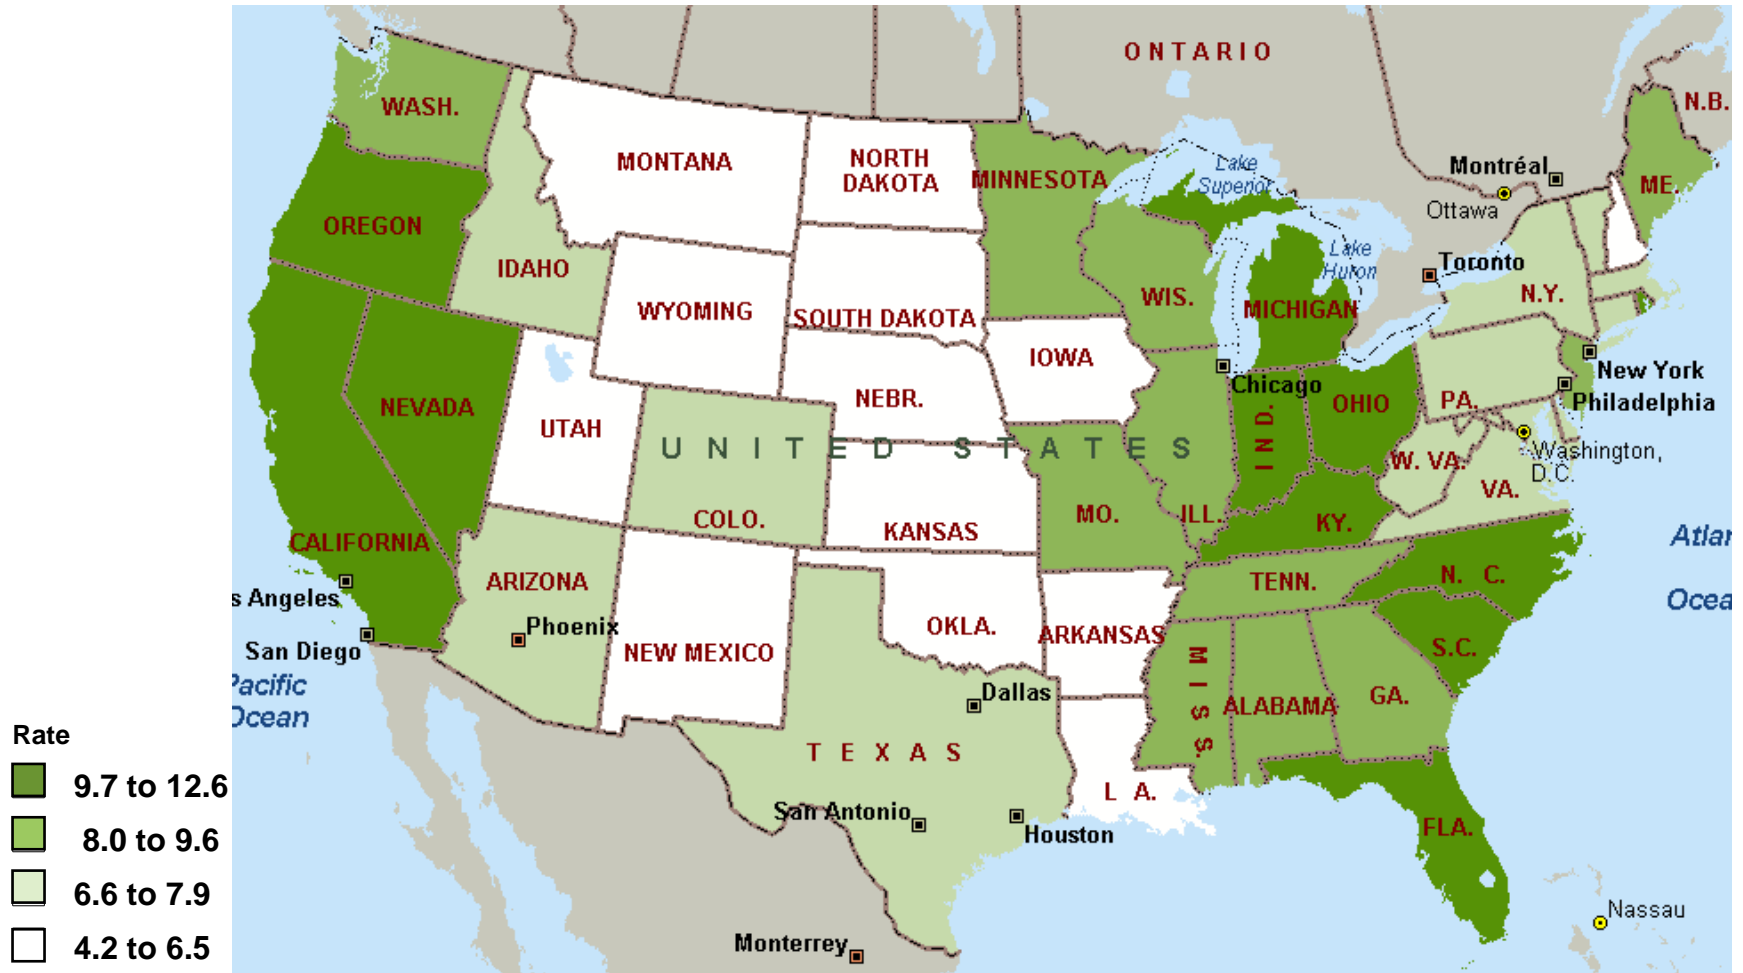 ONTARIO
N.B.
WASH.
MONTANA
NORTH
DAKOTA
MINNESOTA
Lake
Superior
Montréal
Ottawa
ME.
OREGON
IDAHO
Lake
Huron
Toronto
WYOMING
SOUTH DAKOTA
WIS.
MICHIGAN
N.Y.
IOWA
NEVADA
UTAH
NEBR.
Chicago
IND.
OHIO
PA.
New York
Philadelphia
UNITED STATES
W. VA.
Washington,
D.C.
VA.
COLO.
KANSAS
MO.
ILL.
KY.
CALIFORNIA
Atlan
Ocea
s Angeles
San Diego
ARIZONA
Phoenix
NEW MEXICO
OKLA.
ARKANSAS
TENN.
N. C.
S.C.
MISS.
ALABAMA
GA.
Pacific
Ocean
Dallas
TEXAS
San Antonio
Houston
LA.
FLA.
Nassau
Monterrey
Rate
9.7 to 12.6
8.0 to 9.6
6.6 to 7.9
4.2 to 6.5